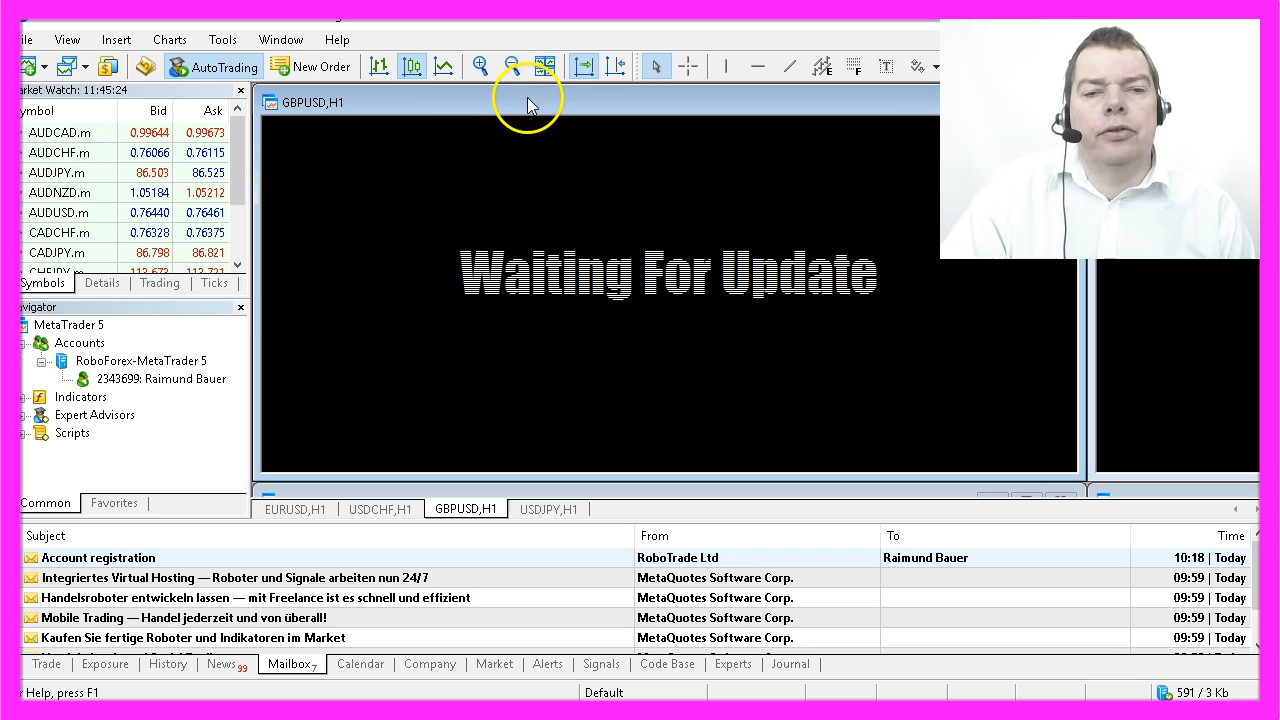 ile View Insert Charts Tools Window Help
AutoTrading New Order
arket Watch: 11:45:24
ymbol Bid Ask
AUDCAD.m 0.99644 0.99673
AUDCHF.m 0.76066 0.76115
AUDJPY.m 86.503 86.525
AUDNZD.m 1.05184 1.05212
AUDUSD.m 0.76440 0.76461
CADCHF.m 0.76328 0.76375
CADJPY.m 86.798 86.821
CHFJPY.m 113.673 113.721
Symbols Details Trading Ticks
avigator
MetaTrader 5
Accounts
RoboForex-MetaTrader 5
2343699: Raimund Bauer
Indicators
Expert Advisors
Scripts
Common Favorites
GBPUSD,H1
Waiting For Update
EURUSD,H1 USDCHF,H1 GBPUSD,H1 USDJPY,H1
Subject From To Time
Account registration RoboTrade Ltd Raimund Bauer 10:18 | Today
Integriertes Virtual Hosting — Roboter und Signale arbeiten nun 24/7 MetaQuotes Software Corp. 09:59 | Today
Handelsroboter entwickeln lassen — mit Freelance ist es schnell und effizient MetaQuotes Software Corp. 09:59 | Today
Mobile Trading — Handel jederzeit und von überall! MetaQuotes Software Corp. 09:59 | Today
Kaufen Sie fertige Roboter und Indikatoren im Market MetaQuotes Software Corp. 09:59 | Today
Trade Exposure History News 99 Mailbox 7 Calendar Company Market Alerts Signals Code Base Experts Journal
r Help, press F1 Default 591 / 3 Kb